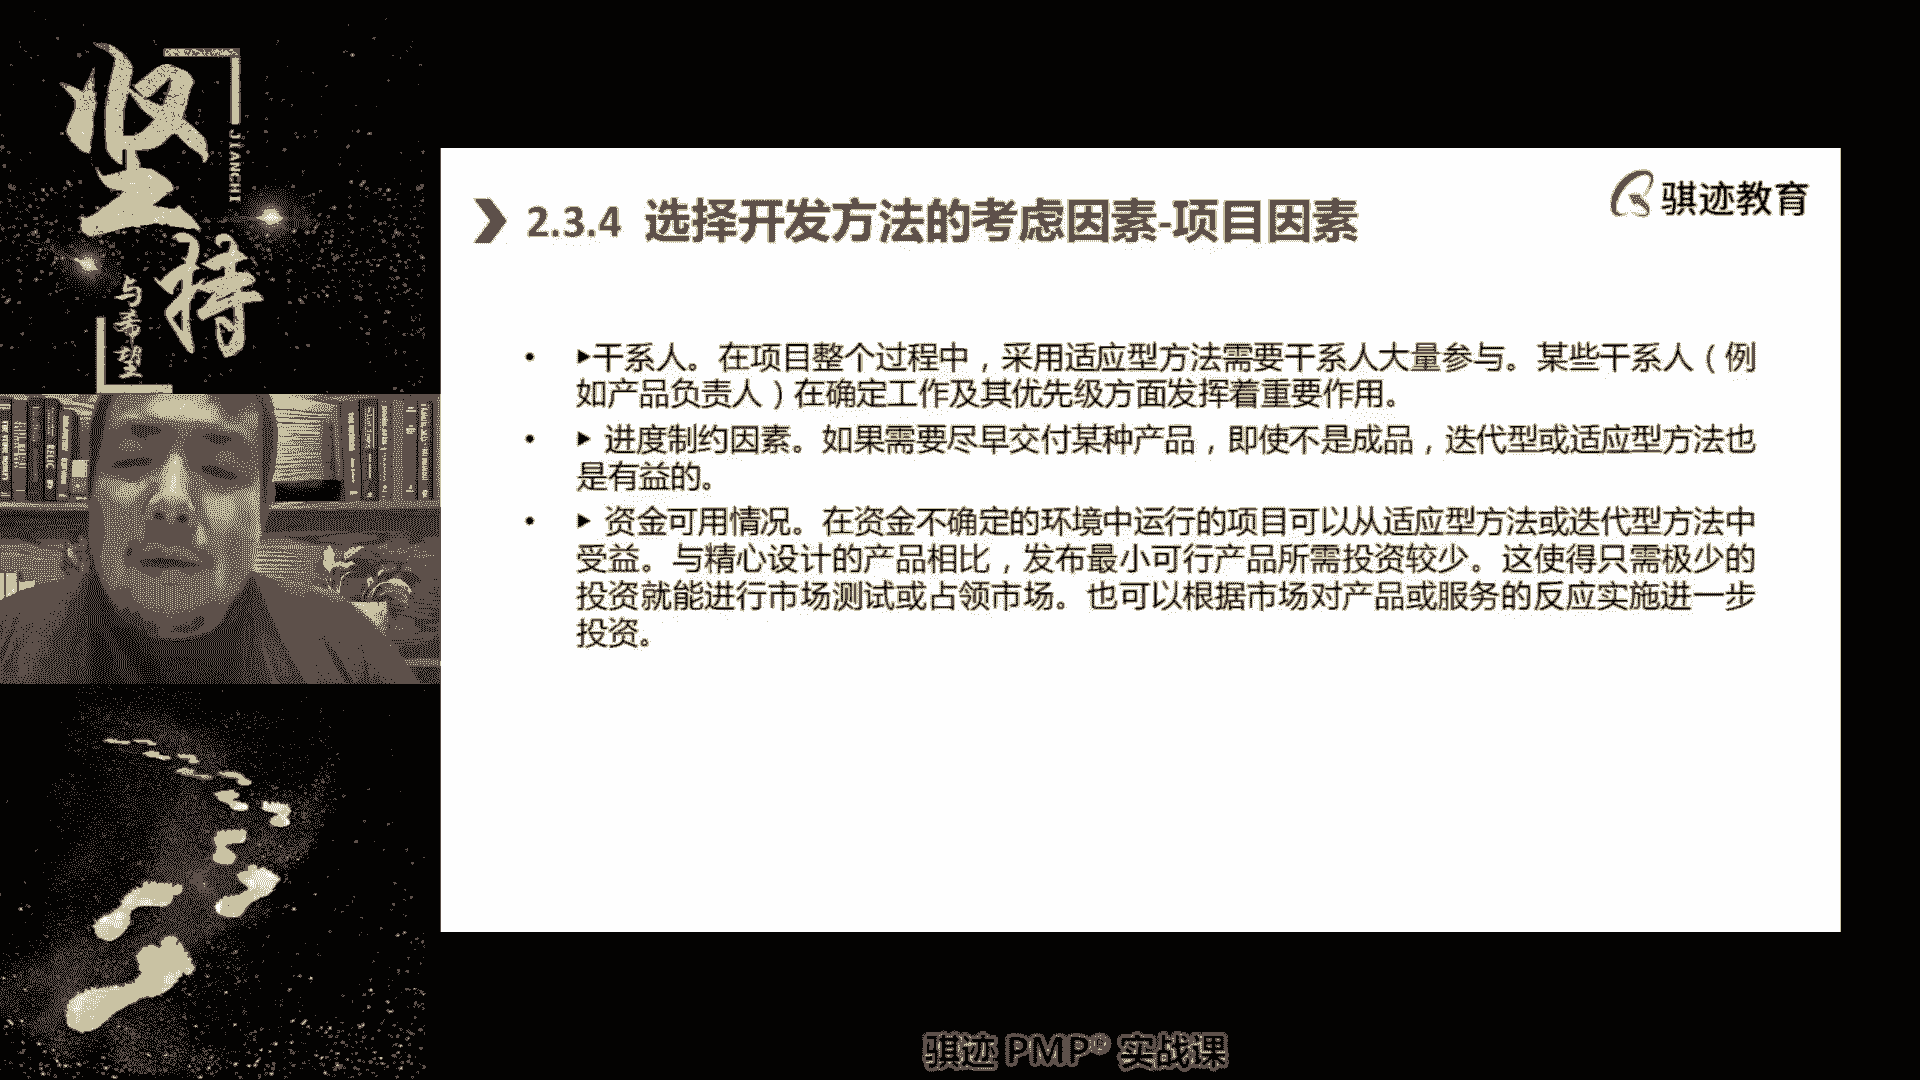 坚持
JIANCHI
与希望
骐迹教育
2.3.4 选择开发方法的考虑因素-项目因素
• ▶干系人。在项目整个过程中，采用适应型方法需要干系人大量参与。某些干系人（例
如产品负责人）在确定工作及其优先级方面发挥着重要作用。
• ▶ 进度制约因素。如果需要尽早交付某种产品，即使不是成品，迭代型或适应型方法也
是有益的。
• ▶ 资金可用情况。在资金不确定的环境中运行的项目可以从适应型方法或迭代型方法中
受益。与精心设计的产品相比，发布最小可行产品所需投资较少。这使得只需极少的
投资就能进行市场测试或占领市场。也可以根据市场对产品或服务的反应实施进一步
投资。
骐迹 PMP® 实战课